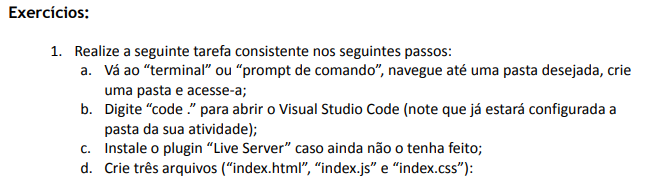 Exercícios:
1. Realize a seguinte tarefa consistente nos seguintes passos:
a. Vá ao “terminal” ou “prompt de comando”, navegue até uma pasta desejada, crie
uma pasta e acesse-a;
b. Digite “code .” para abrir o Visual Studio Code (note que já estará configurada a
pasta da sua atividade);
c. Instale o plugin “Live Server” caso ainda não o tenha feito;
d. Crie três arquivos (“index.html”, “index.js” e “index.css”):